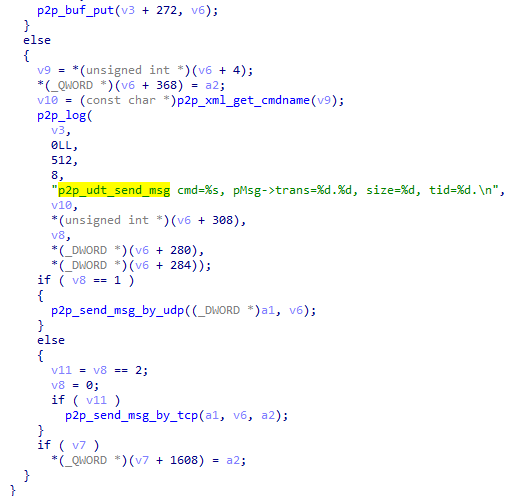 p2p_buf_put(v3 + 272, v6);
}
else
{
v9 = *(unsigned int *)(v6 + 4);
*(_QWORD *)(v6 + 368) = a2;
v10 = (const char *)p2p_xml_get_cmdname(v9);
p2p_log(
v3,
0LL,
512,
8,
"p2p_udt_send_msg cmd=%s, pMsg->trans=%d.%d, size=%d, tid=%d.\n",
v10,
*(unsigned int *)(v6 + 308),
v8,
*(_DWORD *)(v6 + 280),
*(_DWORD *)(v6 + 284));
if ( v8 == 1 )
{
p2p_send_msg_by_udp((_DWORD *)a1, v6);
}
else
{
v11 = v8 == 2;
v8 = 0;
if ( v11 )
p2p_send_msg_by_tcp(a1, v6, a2);
}
if ( v7 )
*(_QWORD *)(v7 + 1608) = a2;
}
}